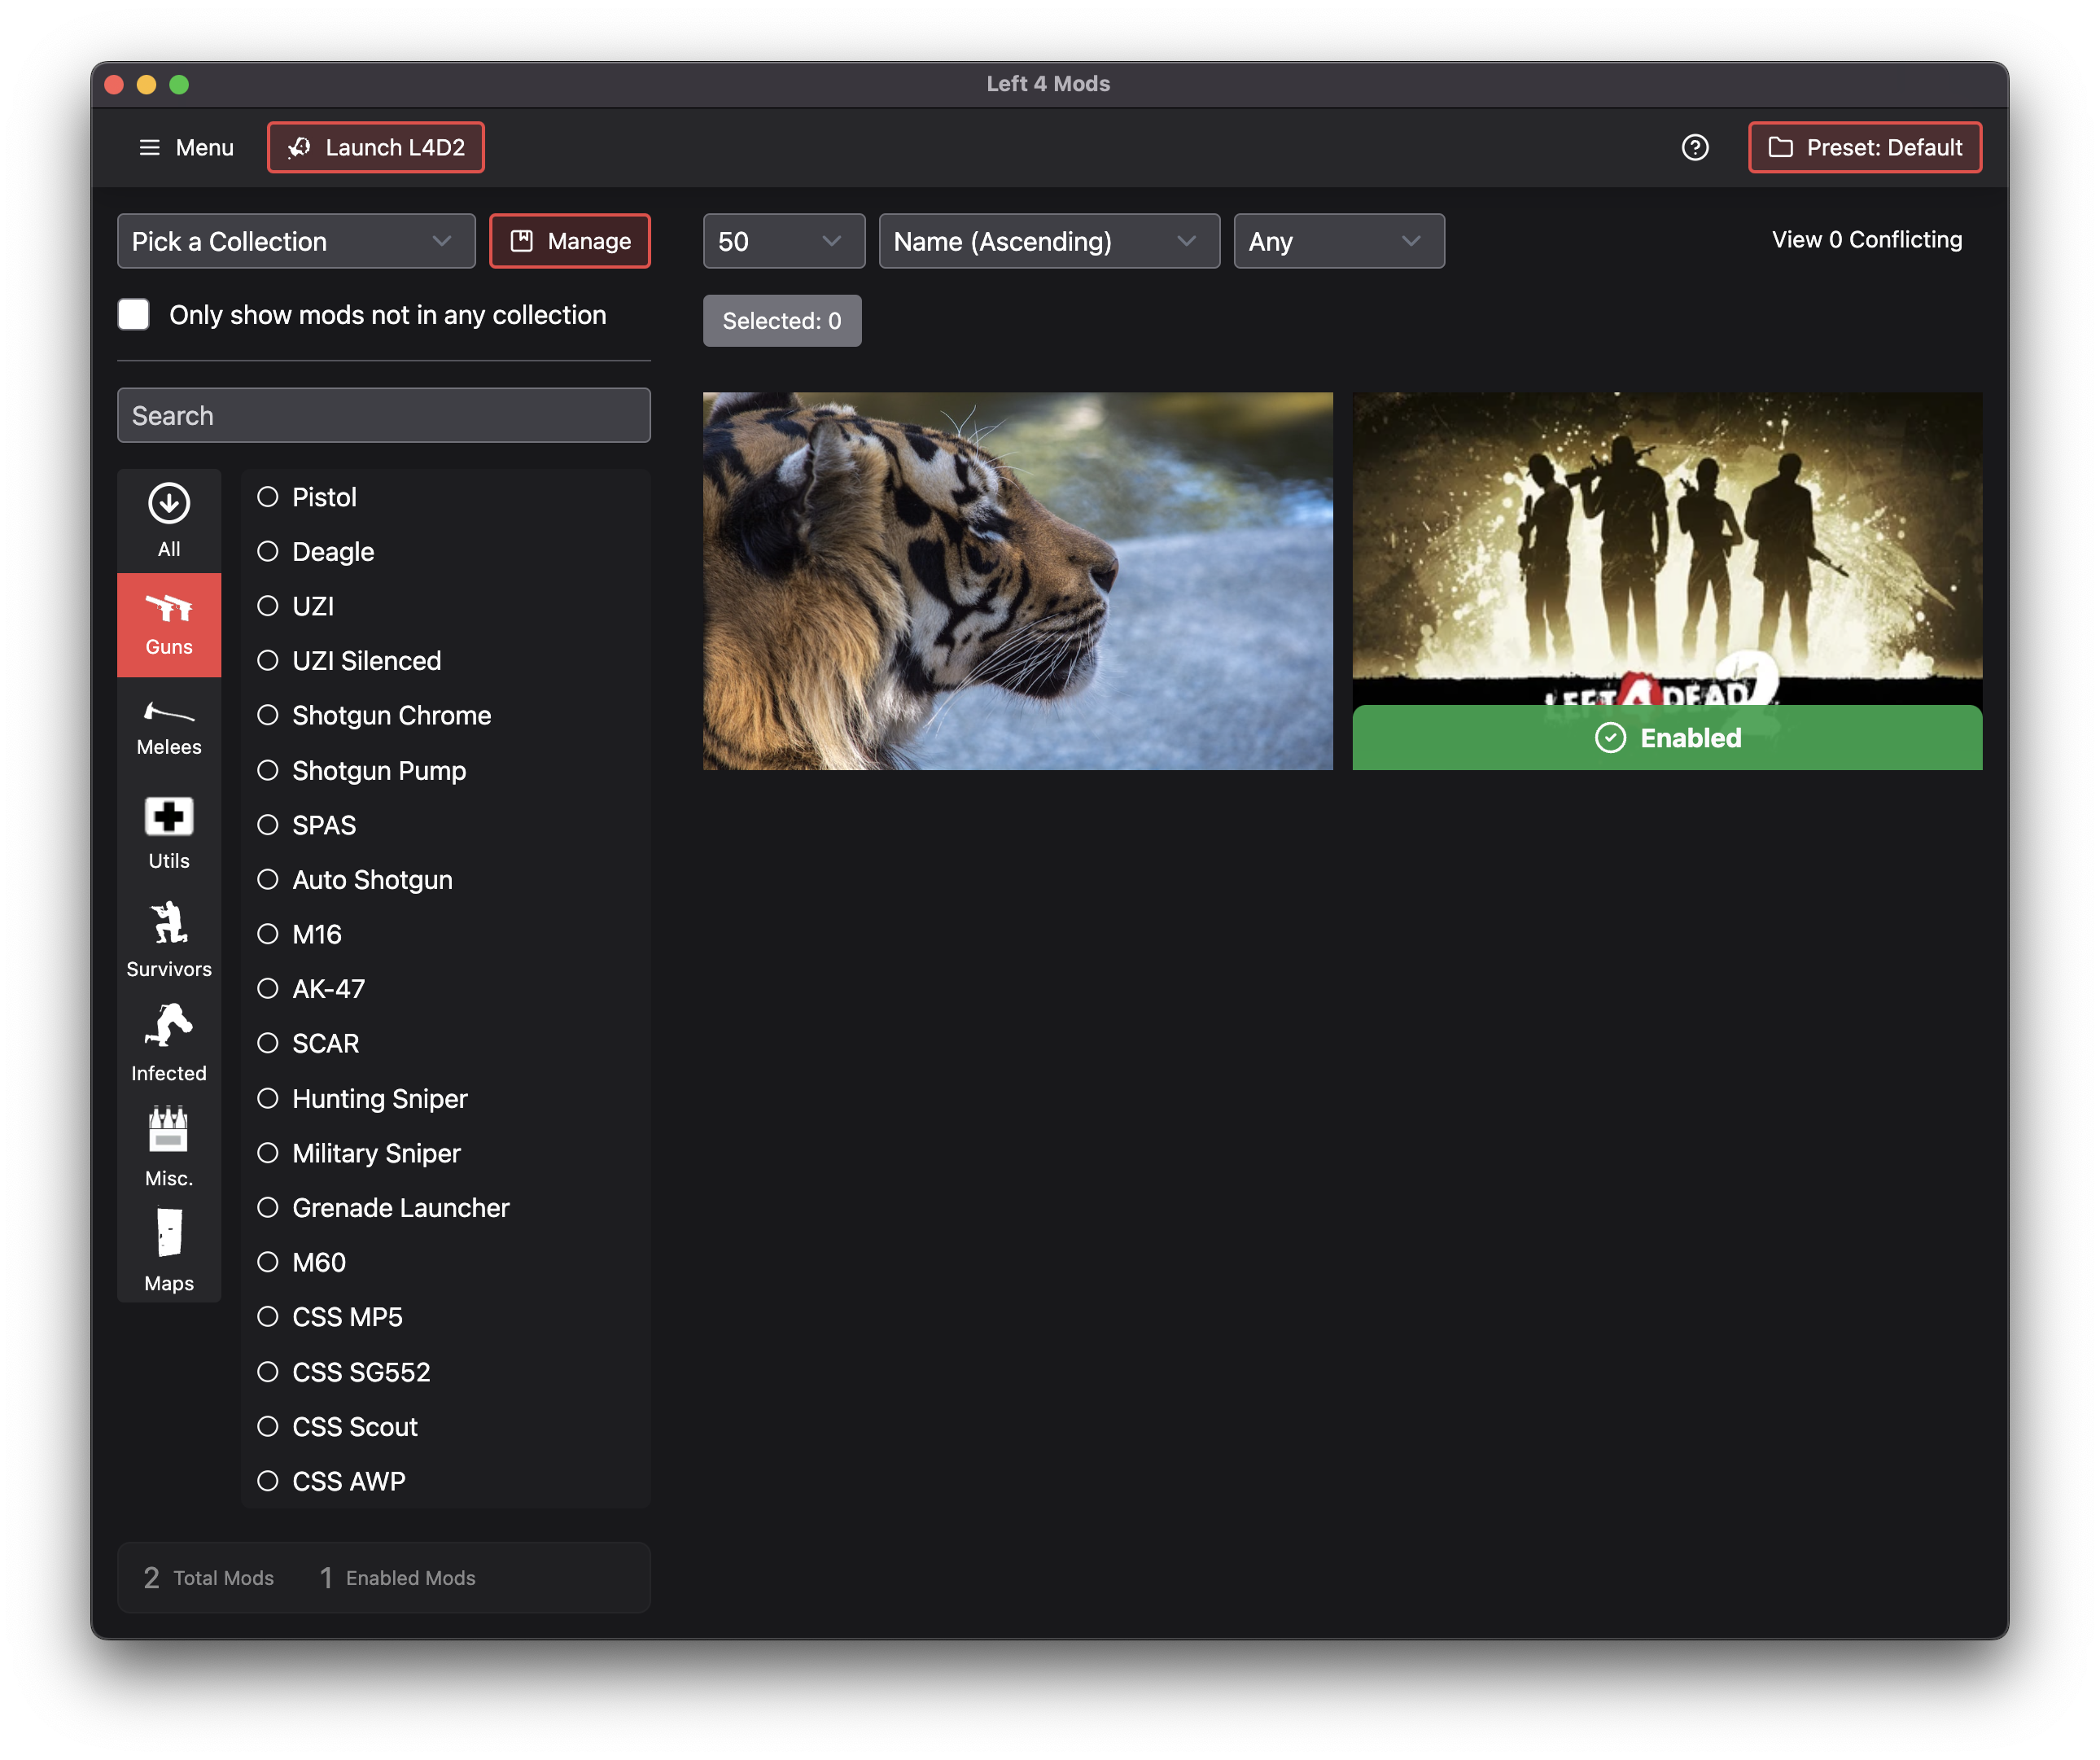 Left 4 Mods
Menu
Launch L4D2
Preset: Default
Pick a Collection
Manage
50
Name (Ascending)
Any
View 0 Conflicting
Only show mods not in any collection
Selected: 0
Search
All
Guns
Melees
Utils
Survivors
Infected
Misc.
Maps
Pistol
Deagle
UZI
UZI Silenced
Shotgun Chrome
Shotgun Pump
SPAS
Auto Shotgun
M16
AK-47
SCAR
Hunting Sniper
Military Sniper
Grenade Launcher
M60
CSS MP5
CSS SG552
CSS Scout
CSS AWP
LEFT 4 DEAD 2
Enabled
2 Total Mods 1 Enabled Mods